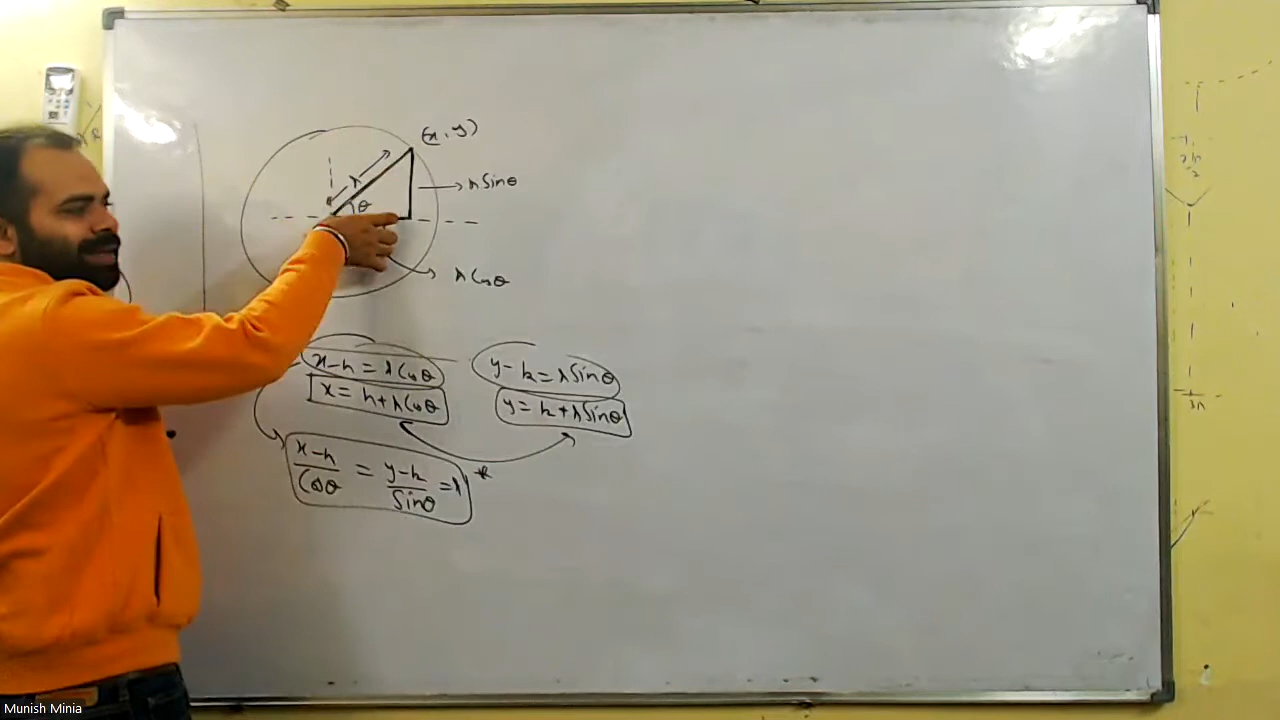 (x, y)
r
r Sinθ
θ
r Cosθ
x-h = r Cosθ
y-k = r Sinθ
x = h + r Cosθ
y = k + r Sinθ
x-h/Cosθ = y-k/Sinθ = r *
Munish Minia